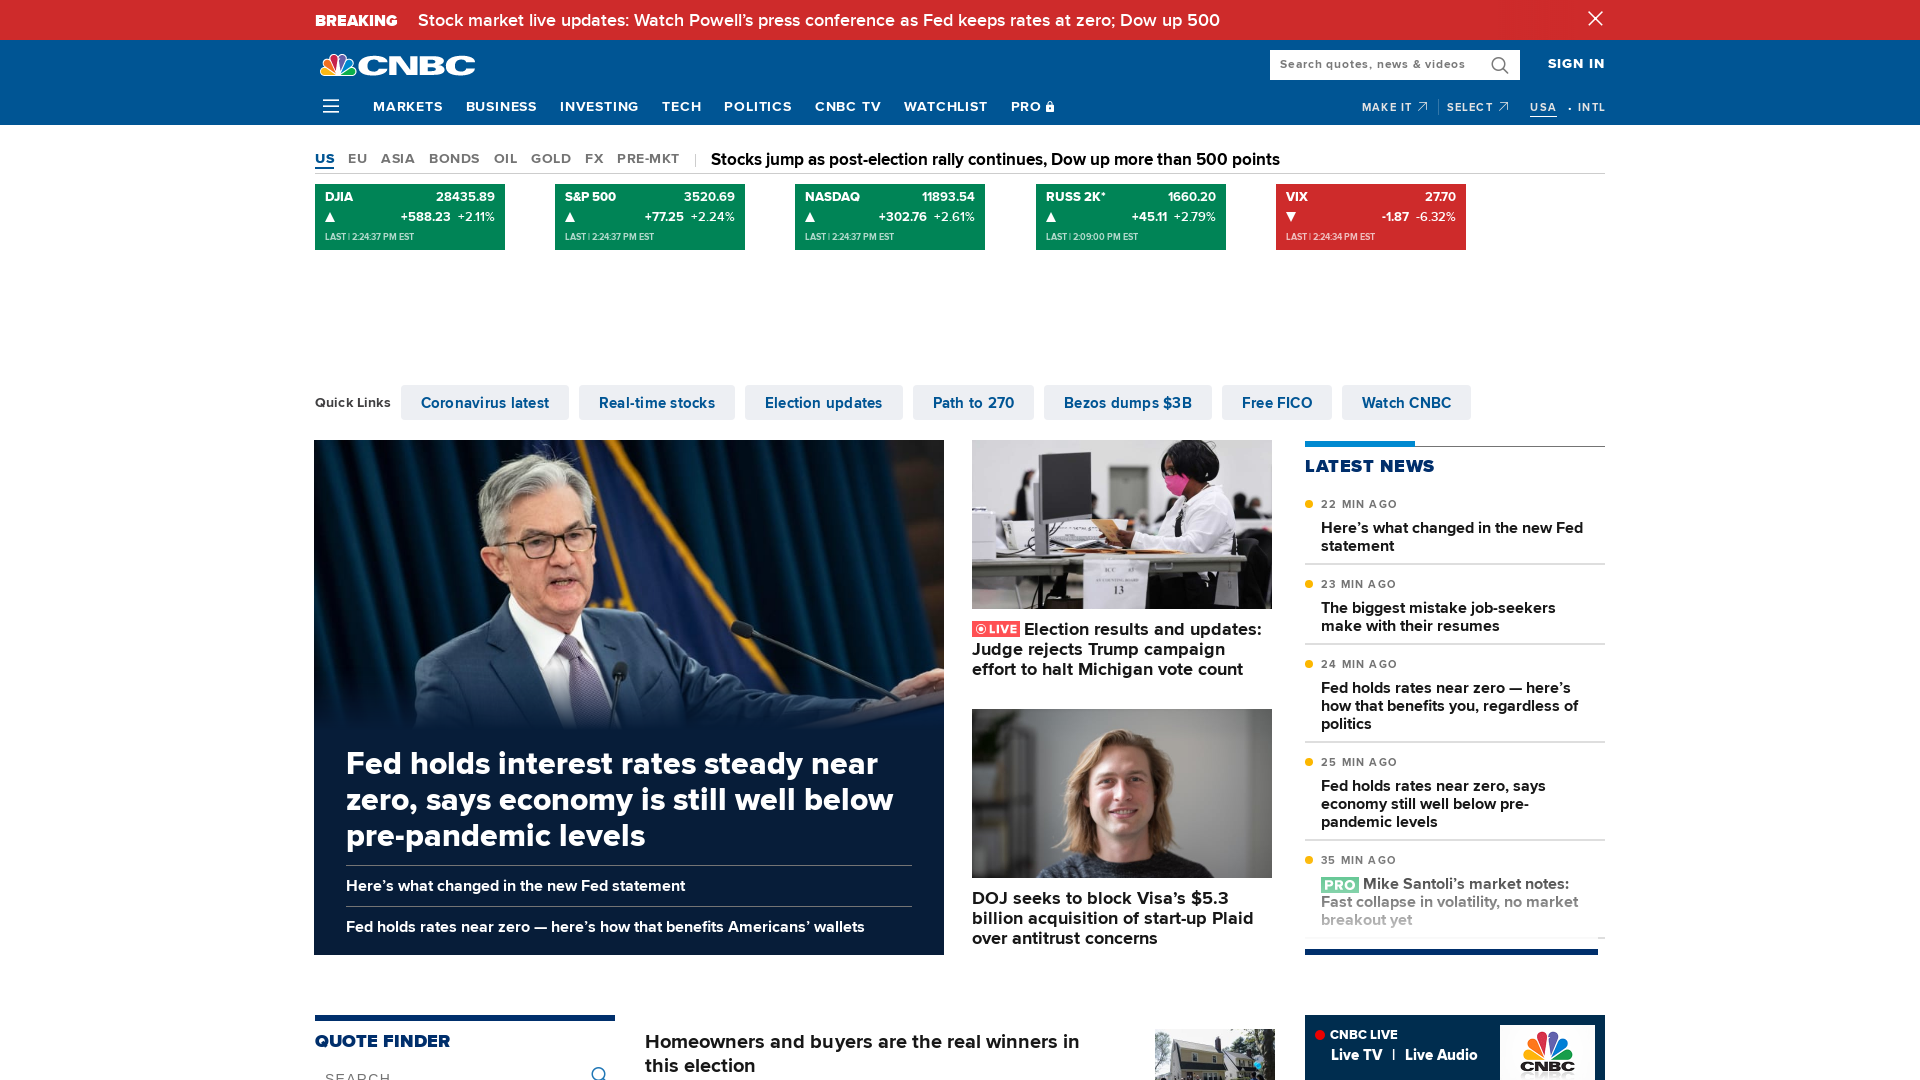 BREAKING Stock market live updates: Watch Powell’s press conference as Fed keeps rates at zero; Dow up 500
CNBC
Search quotes, news & videos
SIGN IN
MARKETS BUSINESS INVESTING TECH POLITICS CNBC TV WATCHLIST PRO
MAKE IT SELECT USA • INTL
US EU ASIA BONDS OIL GOLD FX PRE-MKT
Stocks jump as post-election rally continues, Dow up more than 500 points
DJIA 28435.89
+588.23 +2.11%
LAST | 2:24:37 PM EST
S&P 500 3520.69
+77.25 +2.24%
LAST | 2:24:37 PM EST
NASDAQ 11893.54
+302.76 +2.61%
LAST | 2:24:37 PM EST
RUSS 2K* 1660.20
+45.11 +2.79%
LAST | 2:09:00 PM EST
VIX 27.70
-1.87 -6.32%
LAST | 2:24:34 PM EST
Quick Links Coronavirus latest Real-time stocks Election updates Path to 270 Bezos dumps $3B Free FICO Watch CNBC
Fed holds interest rates steady near
zero, says economy is still well below
pre-pandemic levels
Here’s what changed in the new Fed statement
Fed holds rates near zero — here’s how that benefits Americans’ wallets
13
LIVE Election results and updates:
Judge rejects Trump campaign
effort to halt Michigan vote count
DOJ seeks to block Visa’s $5.3
billion acquisition of start-up Plaid
over antitrust concerns
LATEST NEWS
22 MIN AGO
Here’s what changed in the new Fed
statement
23 MIN AGO
The biggest mistake job-seekers
make with their resumes
24 MIN AGO
Fed holds rates near zero — here’s
how that benefits you, regardless of
politics
25 MIN AGO
Fed holds rates near zero, says
economy still well below pre-
pandemic levels
35 MIN AGO
PRO Mike Santoli’s market notes:
Fast collapse in volatility, no market
breakout yet
QUOTE FINDER
SEARCH
Homeowners and buyers are the real winners in
this election
CNBC LIVE
Live TV | Live Audio
CNBC